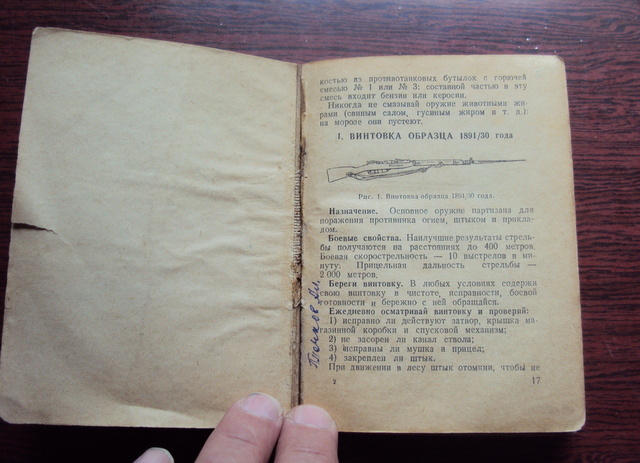 костью из противотанковых бутылок с горючей
смесью № 1 или № 3: составной частью в эту
смесь входит бензин или керосин.
Никогда не смазывай оружие животными жи-
рами (свиным салом, гусиным жиром и т. д.):
на морозе они густеют.
I. ВИНТОВКА ОБРАЗЦА 1891/30 года
Рис. 1. Винтовка образца 1891/30 года.
Назначение. Основное оружие партизана для
поражения противника огнем, штыком и прикла-
дом.
Боевые свойства. Наилучшие результаты стрель-
бы получаются на расстояниях до 400 метров.
Боевая скорострельность — 10 выстрелов в ми-
нуту. Прицельная дальность стрельбы —
2 000 метров.
Береги винтовку. В любых условиях содержи
свою винтовку в чистоте, исправности, боевой
готовности и бережно с ней обращайся.
Ежедневно осматривай винтовку и проверяй:
1) исправно ли действуют затвор, крышка ма-
газинной коробки и спусковой механизм;
2) не засорен ли канал ствола;
3) исправны ли мушка и прицел;
4) закреплен ли штык.
При движении в лесу штык отомкни, чтобы не
2 17